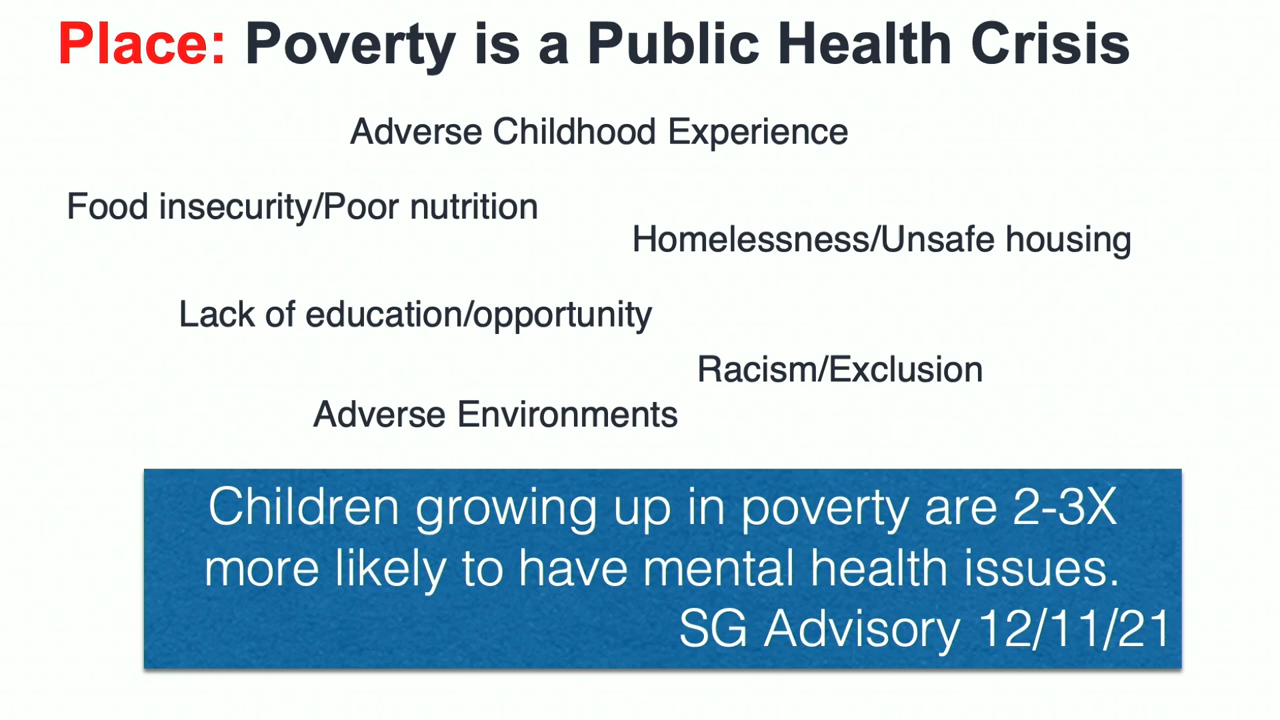 Place: Poverty is a Public Health Crisis
Adverse Childhood Experience
Food insecurity/Poor nutrition
Homelessness/Unsafe housing
Lack of education/opportunity
Racism/Exclusion
Adverse Environments
Children growing up in poverty are 2-3X
more likely to have mental health issues.
SG Advisory 12/11/21